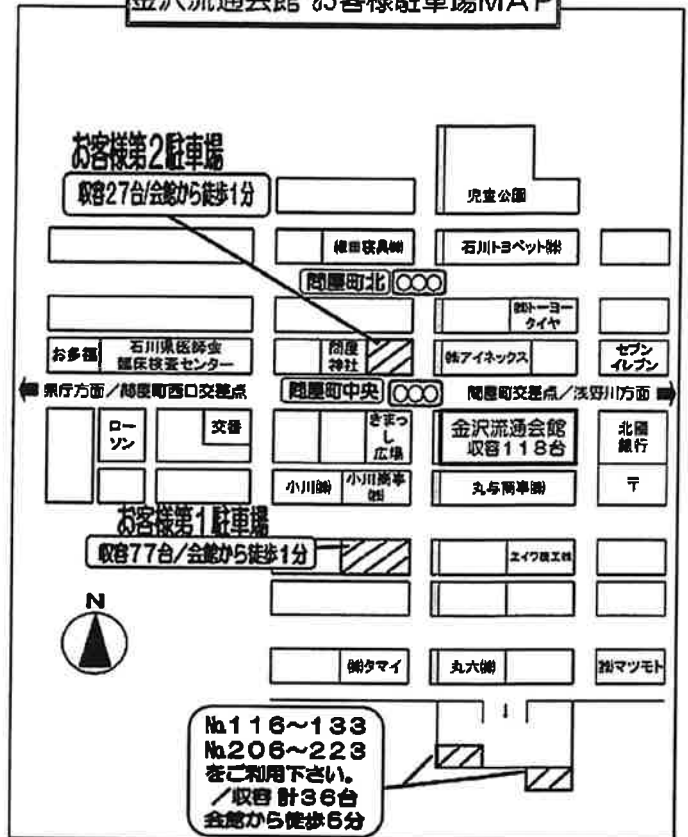 金沢流通会館 お客様駐車場MAP
お客様第2駐車場
収容27台/会館から徒歩1分
児童公園
石川トヨペット㈱
問屋町北
㈱トーヨー
タイヤ
お多福
石川県医師会
臨床検査センター
問屋
神社
㈱アイネックス
セブン
イレブン
県庁方面／問屋町西口交差点
問屋町中央
問屋町交差点／浅野川方面
ロー
ソン
交番
きまっ
し
広場
金沢流通会館
収容118台
北國
銀行
小川㈱
小川商事
㈱
丸与商事㈱
〒
お客様第1駐車場
収容77台/会館から徒歩1分
N
㈱タマイ
丸六㈱
㈱マツモト
№116～133
№206～223
をご利用下さい。
／収容 計36台